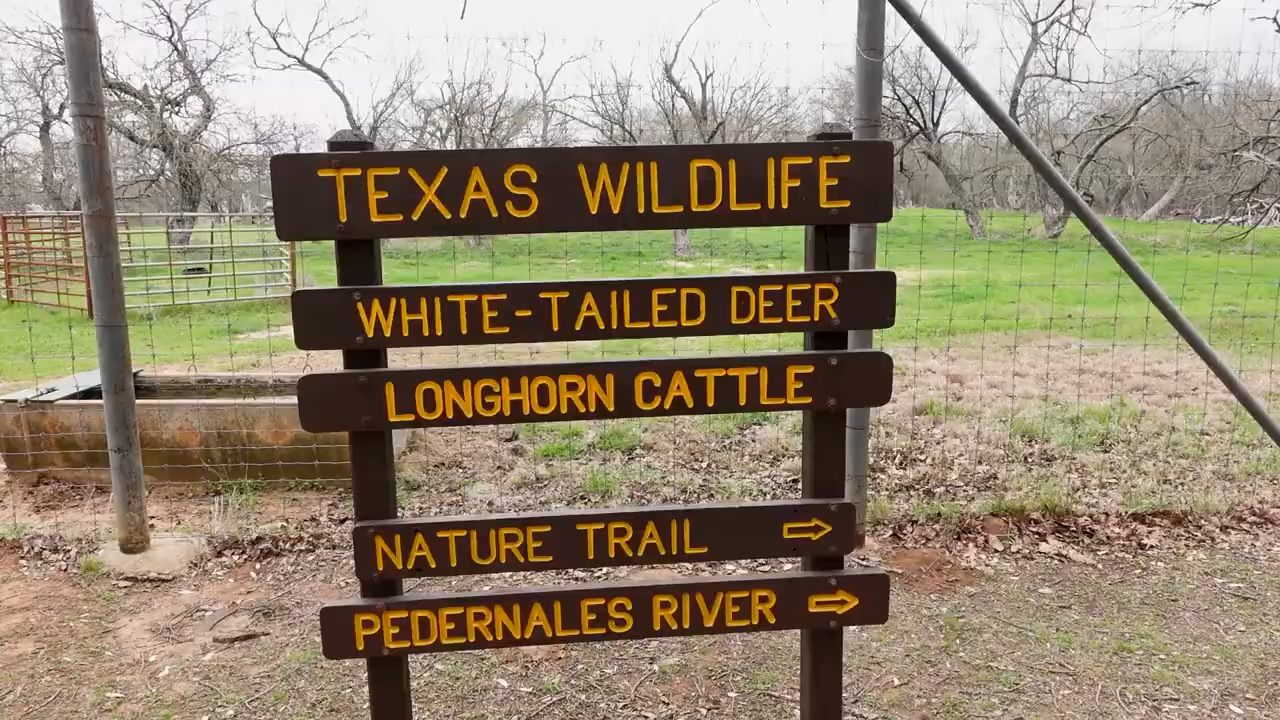 TEXAS WILDLIFE
WHITE-TAILED DEER
LONGHORN CATTLE
NATURE TRAIL
PEDERNALES RIVER